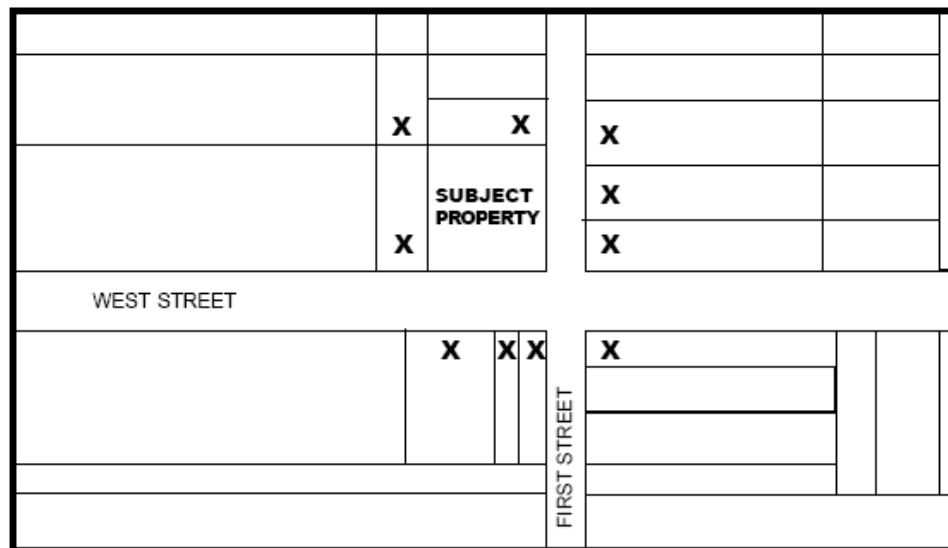 X X X
SUBJECT
PROPERTY
X
X X
WEST STREET
X X X X
FIRST STREET